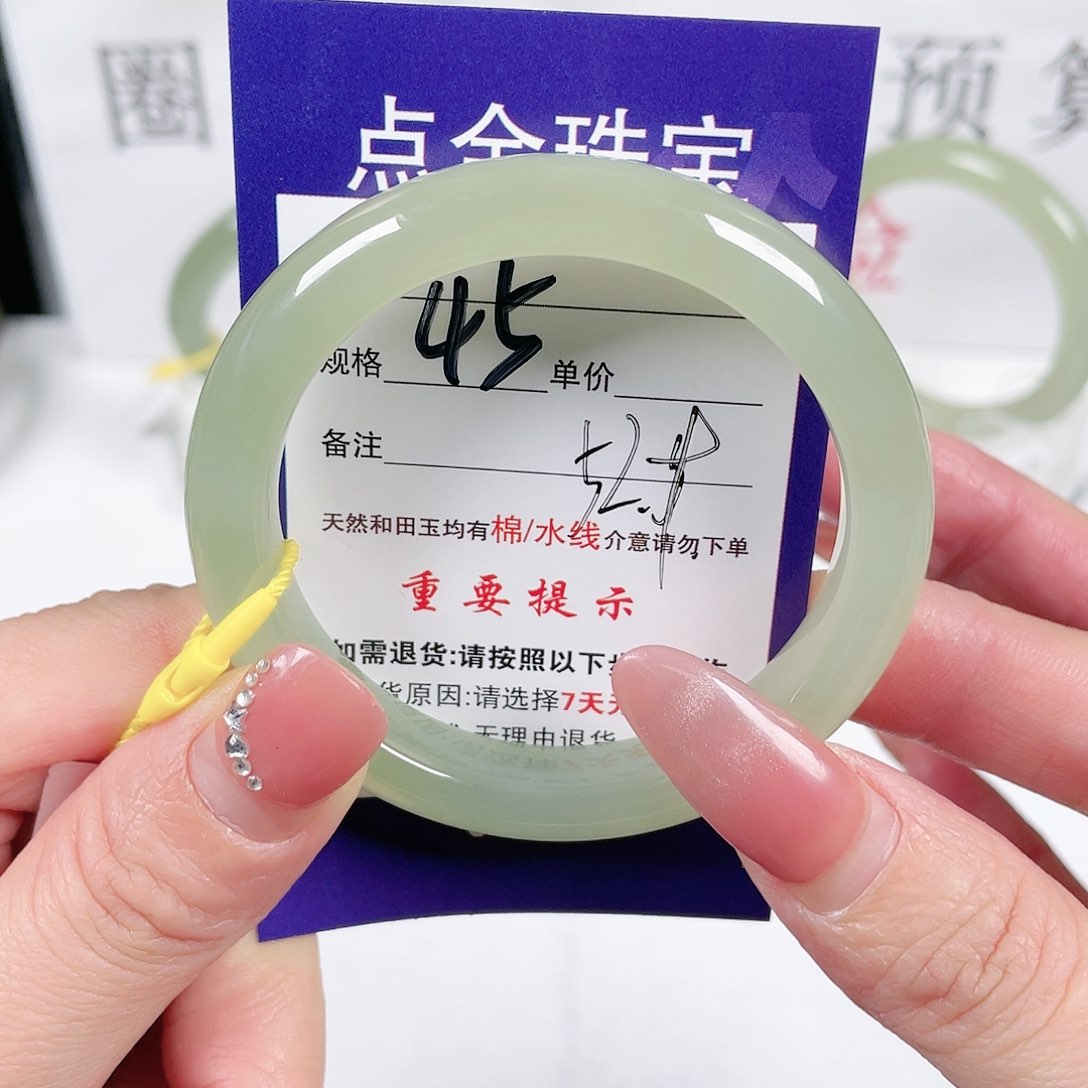 圈
预算
点金珠宝
规格 45 单价
备注
天然和田玉均有棉/水线介意请勿下单
重要提示
如需退货:请按照以下
货原因:请选择7天
无理由退货